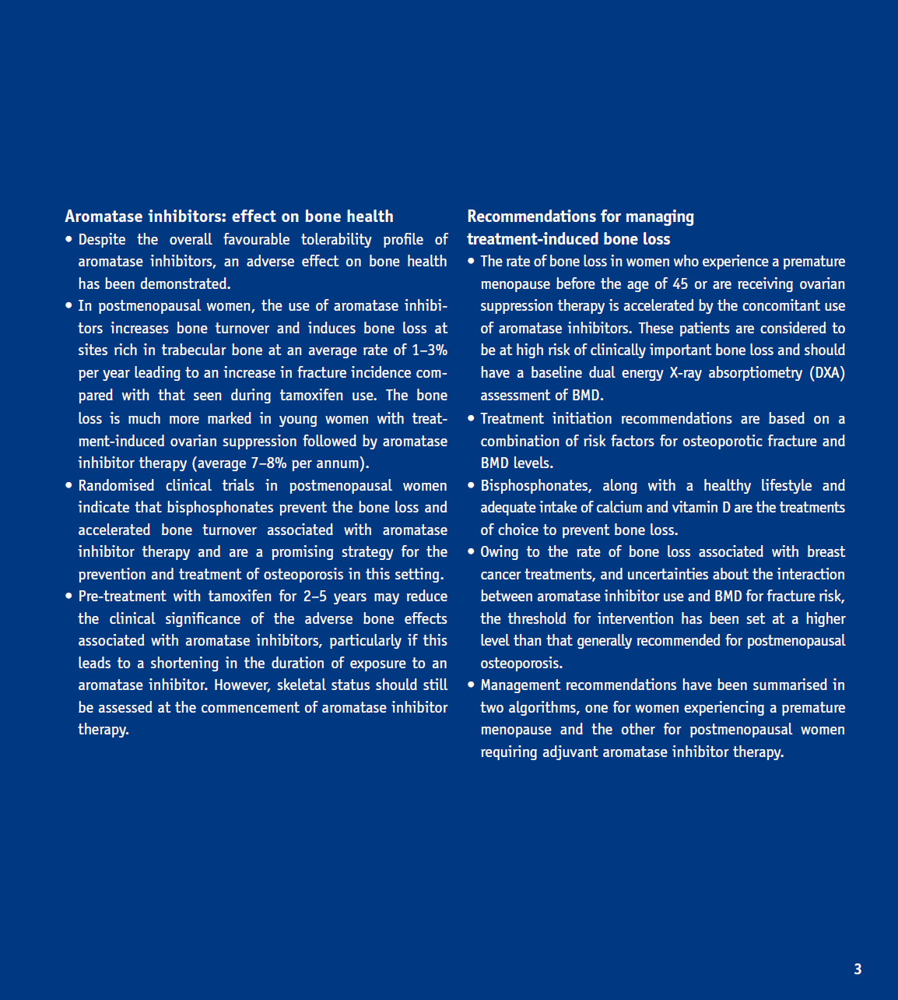 Aromatase inhibitors: effect on bone health
• Despite the overall favourable tolerability profile of
aromatase inhibitors, an adverse effect on bone health
has been demonstrated.
• In postmenopausal women, the use of aromatase inhibi-
tors increases bone turnover and induces bone loss at
sites rich in trabecular bone at an average rate of 1–3%
per year leading to an increase in fracture incidence com-
pared with that seen during tamoxifen use. The bone
loss is much more marked in young women with treat-
ment-induced ovarian suppression followed by aromatase
inhibitor therapy (average 7–8% per annum).
• Randomised clinical trials in postmenopausal women
indicate that bisphosphonates prevent the bone loss and
accelerated bone turnover associated with aromatase
inhibitor therapy and are a promising strategy for the
prevention and treatment of osteoporosis in this setting.
• Pre-treatment with tamoxifen for 2–5 years may reduce
the clinical significance of the adverse bone effects
associated with aromatase inhibitors, particularly if this
leads to a shortening in the duration of exposure to an
aromatase inhibitor. However, skeletal status should still
be assessed at the commencement of aromatase inhibitor
therapy.
Recommendations for managing
treatment-induced bone loss
• The rate of bone loss in women who experience a premature
menopause before the age of 45 or are receiving ovarian
suppression therapy is accelerated by the concomitant use
of aromatase inhibitors. These patients are considered to
be at high risk of clinically important bone loss and should
have a baseline dual energy X-ray absorptiometry (DXA)
assessment of BMD.
• Treatment initiation recommendations are based on a
combination of risk factors for osteoporotic fracture and
BMD levels.
• Bisphosphonates, along with a healthy lifestyle and
adequate intake of calcium and vitamin D are the treatments
of choice to prevent bone loss.
• Owing to the rate of bone loss associated with breast
cancer treatments, and uncertainties about the interaction
between aromatase inhibitor use and BMD for fracture risk,
the threshold for intervention has been set at a higher
level than that generally recommended for postmenopausal
osteoporosis.
• Management recommendations have been summarised in
two algorithms, one for women experiencing a premature
menopause and the other for postmenopausal women
requiring adjuvant aromatase inhibitor therapy.
3